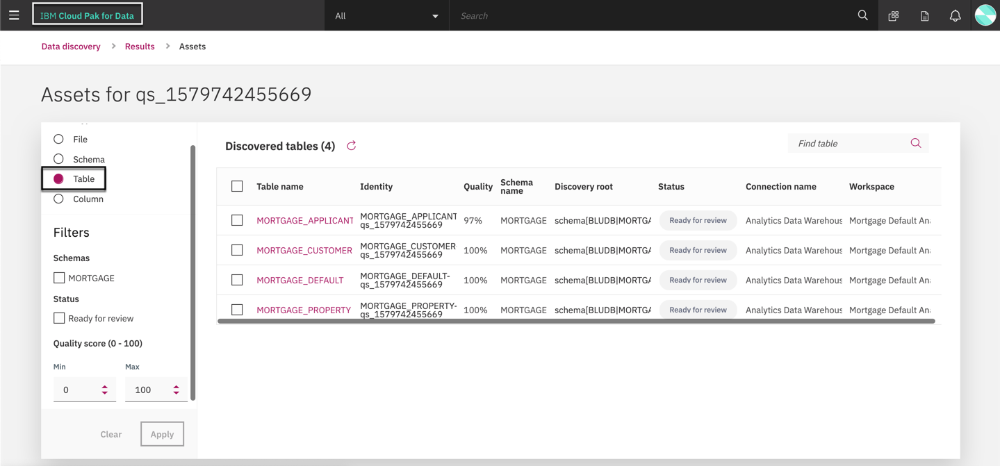 IBM Cloud Pak for Data
All
Search
Data discovery > Results > Assets
Assets for qs_1579742455669
File
Schema
Table
Column
Filters
Schemas
MORTGAGE
Status
Ready for review
Quality score (0 - 100)
Min Max
0 100
Clear Apply
Discovered tables (4)
Find table
Table name Identity Quality Schema name Discovery root Status Connection name Workspace
MORTGAGE_APPLICANT MORTGAGE_APPLICANT qs_1579742455669 97% MORTGAGE schema[BLUDB|MORTGA Ready for review Analytics Data Warehous Mortgage Default An
MORTGAGE_CUSTOMER MORTGAGE_CUSTOMER qs_1579742455669 100% MORTGAGE schema[BLUDB|MORTGA Ready for review Analytics Data Warehous Mortgage Default An
MORTGAGE_DEFAULT MORTGAGE_DEFAULT- qs_1579742455669 100% MORTGAGE schema[BLUDB|MORTGA Ready for review Analytics Data Warehous Mortgage Default An
MORTGAGE_PROPERTY MORTGAGE_PROPERTY- qs_1579742455669 100% MORTGAGE schema[BLUDB|MORTGA Ready for review Analytics Data Warehous Mortgage Default An